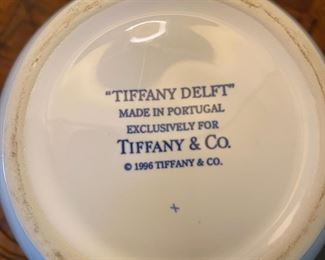 "TIFFANY DELFT"
MADE IN PORTUGAL
EXCLUSIVELY FOR
TIFFANY & CO.
© 1996 TIFFANY & CO.